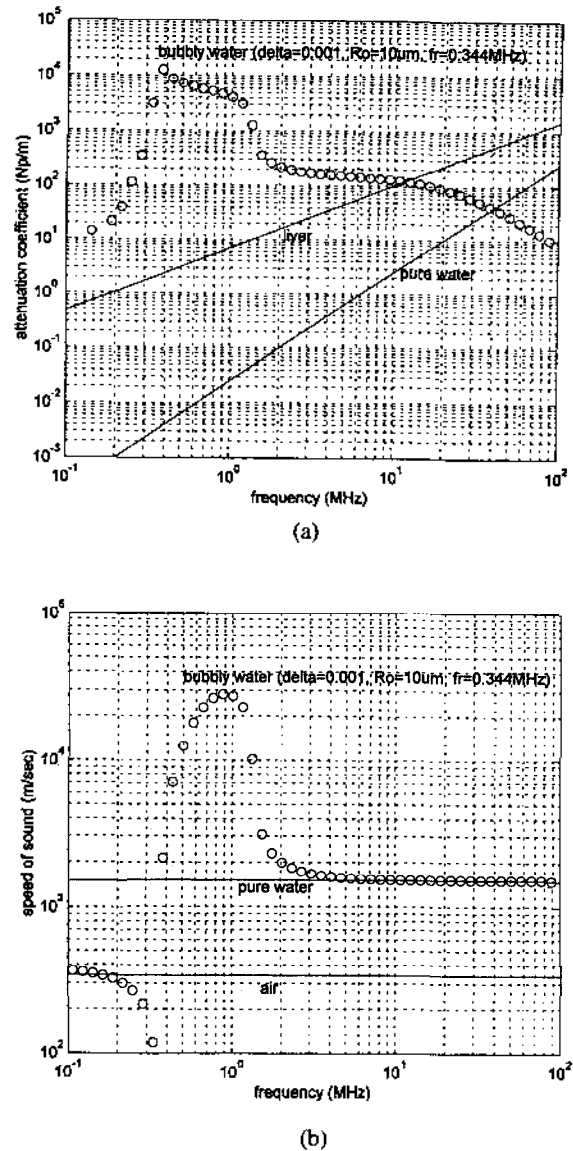 10^5
10^4
10^3
10^2
10^1
10^0
10^-1
10^-2
10^-3
attenuation coefficient (Np/m)
bubbly water (delta=0.001, Ro=10um, fr=0.344MHz)
liver
pure water
10^-1
10^0
10^1
10^2
frequency (MHz)
(a)
10^6
10^4
10^3
10^2
speed of sound (m/sec)
bubbly water (delta=0.001, Ro=10um, fr=0.344MHz)
pure water
air
10^-1
10^0
10^1
10^2
frequency (MHz)
(b)